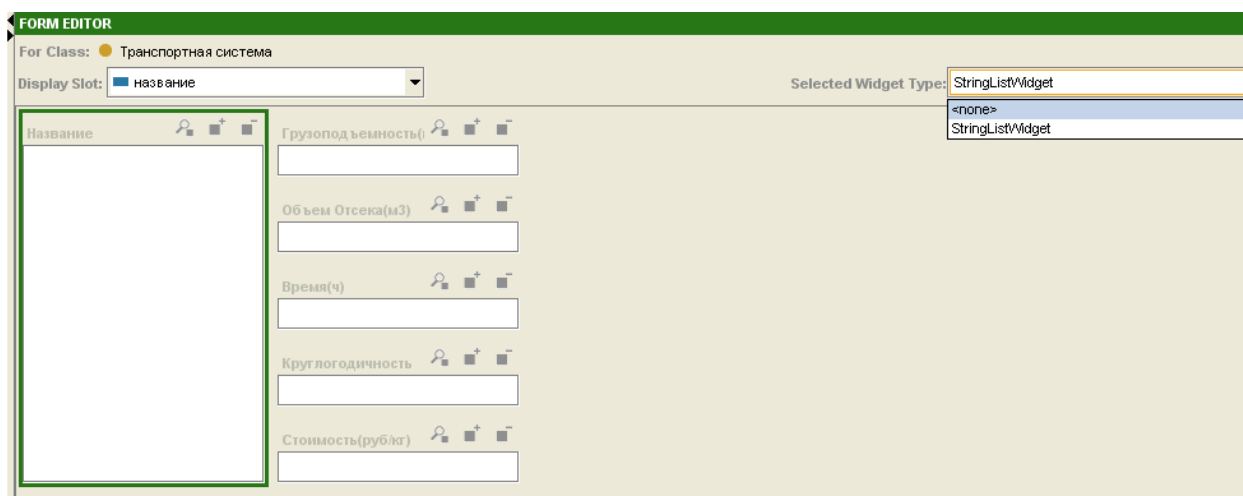 FORM EDITOR
For Class: Транспортная система
Display Slot: название
Selected Widget Type: StringListWidget
<none>
StringListWidget
Название
Грузоподъемность(
Объем Отсека(м3)
Время(ч)
Круглогодичность
Стоимость(руб/кг)